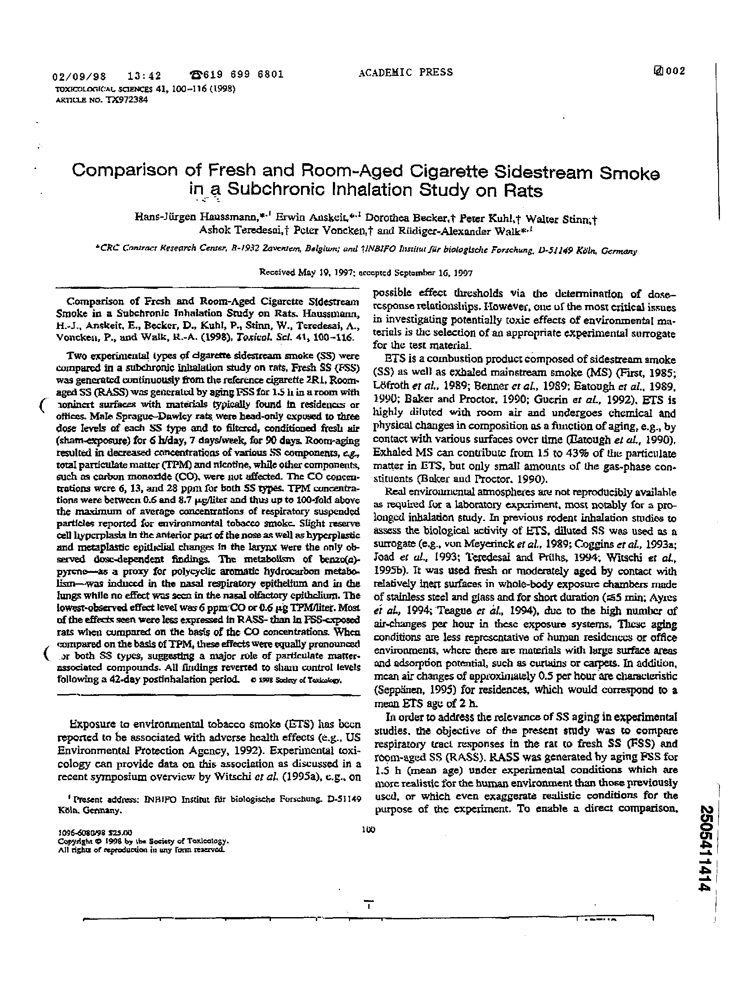 02/09/98 13:42 ☎619 699 6801 ACADEMIC PRESS 002
TOXICOLOGICAL SCIENCES 41, 100–116 (1998)
ARTICLE NO. TX972384
Comparison of Fresh and Room-Aged Cigarette Sidestream Smoke
in a Subchronic Inhalation Study on Rats
Hans-Jürgen Haussmann,*,1 Erwin Anskeit,*,1 Dorothea Becker,† Peter Kuhl,† Walter Stinn,†
Ashok Teredesai,† Peter Voncken,† and Rüdiger-Alexander Walk*,1
*CRC Contract Research Center, B-1932 Zaventem, Belgium; and †INBIFO Institut für biologische Forschung, D-51149 Köln, Germany
Received May 19, 1997; accepted September 16, 1997
Comparison of Fresh and Room-Aged Cigarette Sidestream
Smoke in a Subchronic Inhalation Study on Rats. Haussmann,
H.-J., Anskeit, E., Becker, D., Kuhl, P., Stinn, W., Teredesai, A.,
Voncken, P., and Walk, R.-A. (1998). Toxicol. Sci. 41, 100–116.
Two experimental types of cigarette sidestream smoke (SS) were
compared in a subchronic inhalation study on rats. Fresh SS (FSS)
was generated continuously from the reference cigarette 2R1. Room-
aged SS (RASS) was generated by aging FSS for 1.5 h in a room with
noninert surfaces with materials typically found in residences or
offices. Male Sprague–Dawley rats were head-only exposed to three
dose levels of each SS type and to filtered, conditioned fresh air
(sham-exposure) for 6 h/day, 7 days/week, for 90 days. Room-aging
resulted in decreased concentrations of various SS components, e.g.,
total particulate matter (TPM) and nicotine, while other components,
such as carbon monoxide (CO), were not affected. The CO concen-
trations were 6, 13, and 28 ppm for both SS types. TPM concentra-
tions were between 0.6 and 8.7 μg/liter and thus up to 100-fold above
the maximum of average concentrations of respiratory suspended
particles reported for environmental tobacco smoke. Slight reserve
cell hyperplasia in the anterior part of the nose as well as hyperplastic
and metaplastic epithelial changes in the larynx were the only ob-
served dose-dependent findings. The metabolism of benzo(a)-
pyrene—as a proxy for polycyclic aromatic hydrocarbon metabo-
lism—was induced in the nasal respiratory epithelium and in the
lungs while no effect was seen in the nasal olfactory epithelium. The
lowest-observed effect level was 6 ppm CO or 0.6 μg TPM/liter. Most
of the effects seen were less expressed in RASS- than in FSS-exposed
rats when compared on the basis of the CO concentrations. When
compared on the basis of TPM, these effects were equally pronounced
for both SS types, suggesting a major role of particulate matter-
associated compounds. All findings reverted to sham control levels
following a 42-day postinhalation period. © 1998 Society of Toxicology.
Exposure to environmental tobacco smoke (ETS) has been
reported to be associated with adverse health effects (e.g., US
Environmental Protection Agency, 1992). Experimental toxi-
cology can provide data on this association as discussed in a
recent symposium overview by Witschi et al. (1995a), e.g., on
1 Present address: INBIFO Institut für biologische Forschung. D-51149
Köln, Germany.
1096-6080/98 $25.00
Copyright © 1998 by the Society of Toxicology.
All rights of reproduction in any form reserved.
possible effect thresholds via the determination of dose–
response relationships. However, one of the most critical issues
in investigating potentially toxic effects of environmental ma-
terials is the selection of an appropriate experimental surrogate
for the test material.
ETS is a combustion product composed of sidestream smoke
(SS) as well as exhaled mainstream smoke (MS) (First, 1985;
Löfroth et al., 1989; Benner et al., 1989; Eatough et al., 1989,
1990; Baker and Proctor, 1990; Guerin et al., 1992). ETS is
highly diluted with room air and undergoes chemical and
physical changes in composition as a function of aging, e.g., by
contact with various surfaces over time (Eatough et al., 1990).
Exhaled MS can contribute from 15 to 43% of the particulate
matter in ETS, but only small amounts of the gas-phase con-
stituents (Baker and Proctor, 1990).
Real environmental atmospheres are not reproducibly available
as required for a laboratory experiment, most notably for a pro-
longed inhalation study. In previous rodent inhalation studies to
assess the biological activity of ETS, diluted SS was used as a
surrogate (e.g., von Meyerinck et al., 1989; Coggins et al., 1993a;
Joad et al., 1993; Teredesai and Prühs, 1994; Witschi et al.,
1995b). It was used fresh or moderately aged by contact with
relatively inert surfaces in whole-body exposure chambers made
of stainless steel and glass and for short duration (≤5 min; Ayres
et al., 1994; Teague et al., 1994), due to the high number of
air-changes per hour in these exposure systems. These aging
conditions are less representative of human residences or office
environments, where there are materials with large surface areas
and adsorption potential, such as curtains or carpets. In addition,
mean air changes of approximately 0.5 per hour are characteristic
(Seppänen, 1995) for residences, which would correspond to a
mean ETS age of 2 h.
In order to address the relevance of SS aging in experimental
studies, the objective of the present study was to compare
respiratory tract responses in the rat to fresh SS (FSS) and
room-aged SS (RASS). RASS was generated by aging FSS for
1.5 h (mean age) under experimental conditions which are
more realistic for the human environment than those previously
used, or which even exaggerate realistic conditions for the
purpose of the experiment. To enable a direct comparison,
100
2505411414
1